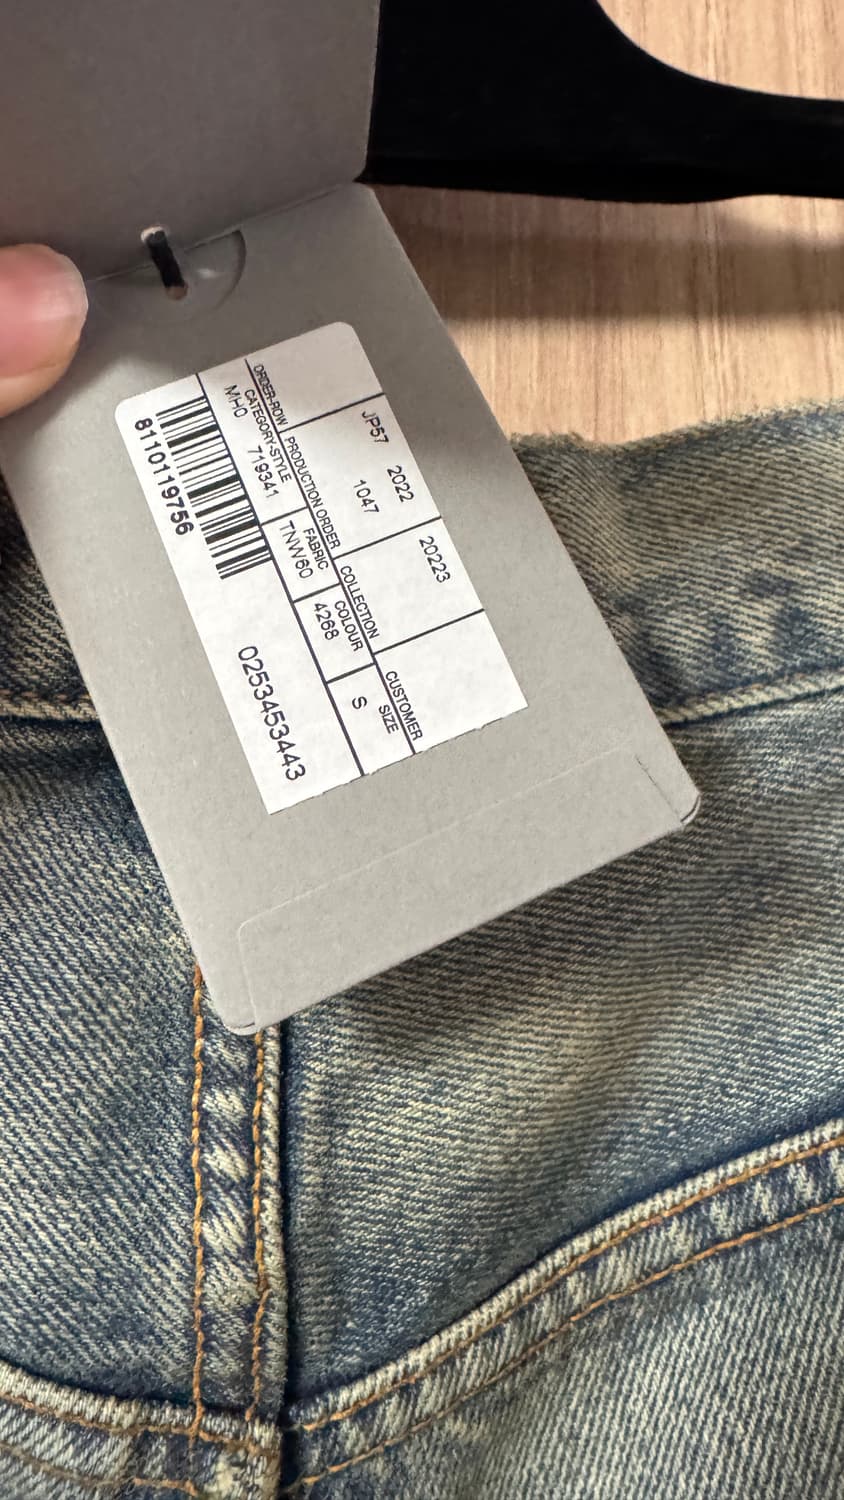 JP57 2022 20223
1047
ORDER-ROW PRODUCTION ORDER COLLECTION CUSTOMER
CATEGORY-STYLE FABRIC COLOUR SIZE
MH0 719341 TNW60 4268 S
8110119756
0253453443